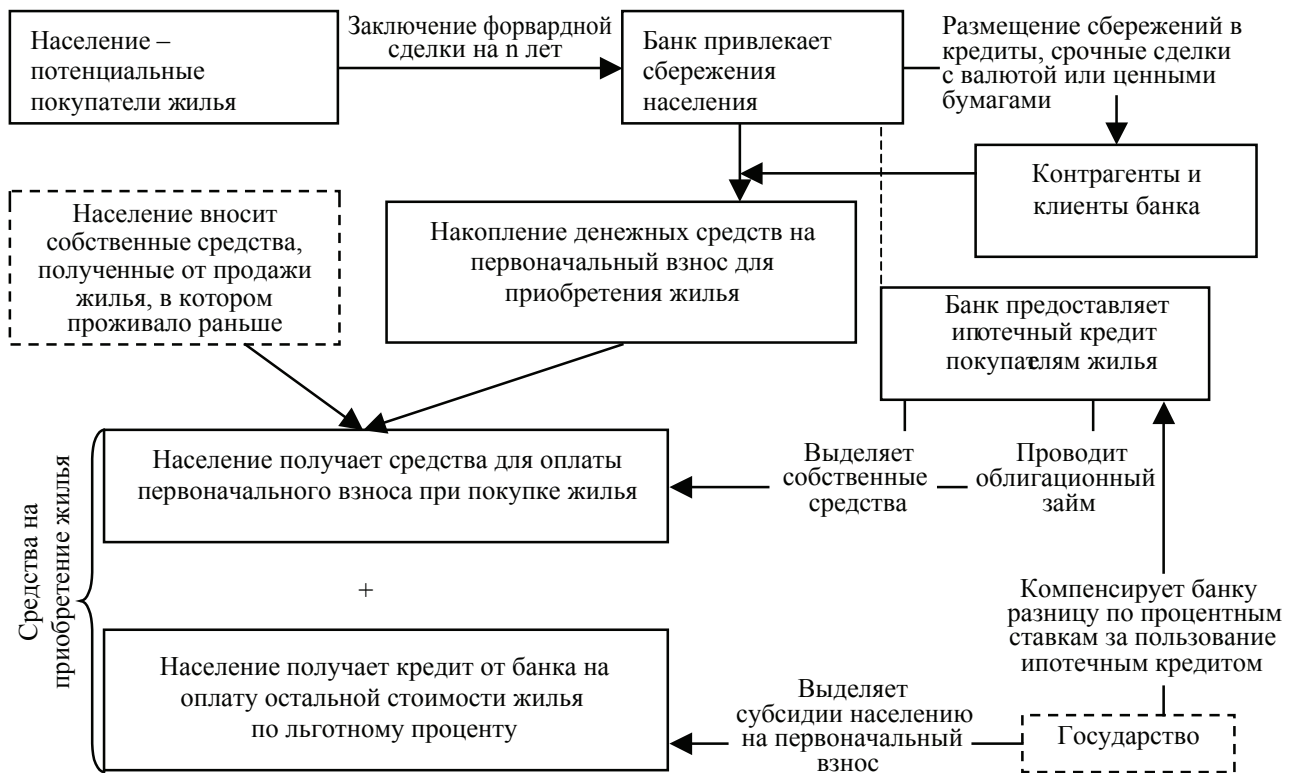 Население –
потенциальные
покупатели жилья
Заключение форвардной
сделки на n лет
Банк привлекает
сбережения
населения
Размещение сбережений в
кредиты, срочные сделки
с валютой или ценными
бумагами
Контрагенты и
клиенты банка
Население вносит
собственные средства,
полученные от продажи
жилья, в котором
проживало раньше
Накопление денежных средств на
первоначальный взнос для
приобретения жилья
Банк предоставляет
ипотечный кредит
покупателям жилья
Средства на
приобретение жилья
Население получает средства для оплаты
первоначального взноса при покупке жилья
Выделяет
собственные
средства
Проводит
облигационный
займ
+
Компенсирует банку
разницу по процентным
ставкам за пользование
ипотечным кредитом
Население получает кредит от банка на
оплату остальной стоимости жилья
по льготному проценту
Выделяет
субсидии населению
на первоначальный
взнос
Государство